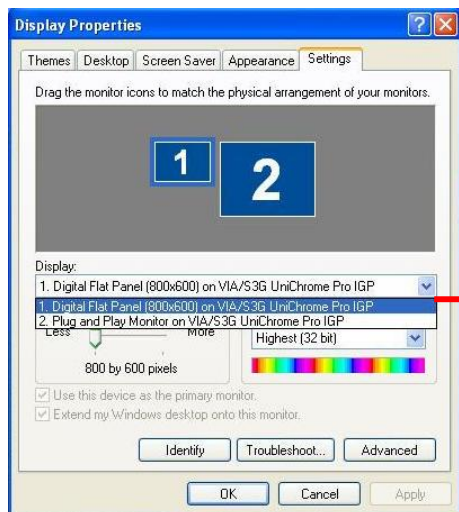 Display Properties
Themes Desktop Screen Saver Appearance Settings
Drag the monitor icons to match the physical arrangement of your monitors.
1
2
Display:
1. Digital Flat Panel (800x600) on VIA/S3G UniChrome Pro IGP
1. Digital Flat Panel (800x600) on VIA/S3G UniChrome Pro IGP
2. Plug and Play Monitor on VIA/S3G UniChrome Pro IGP
Less More Highest (32 bit)
800 by 600 pixels
Use this device as the primary monitor.
Extend my Windows desktop onto this monitor.
Identify Troubleshoot... Advanced
OK Cancel Apply